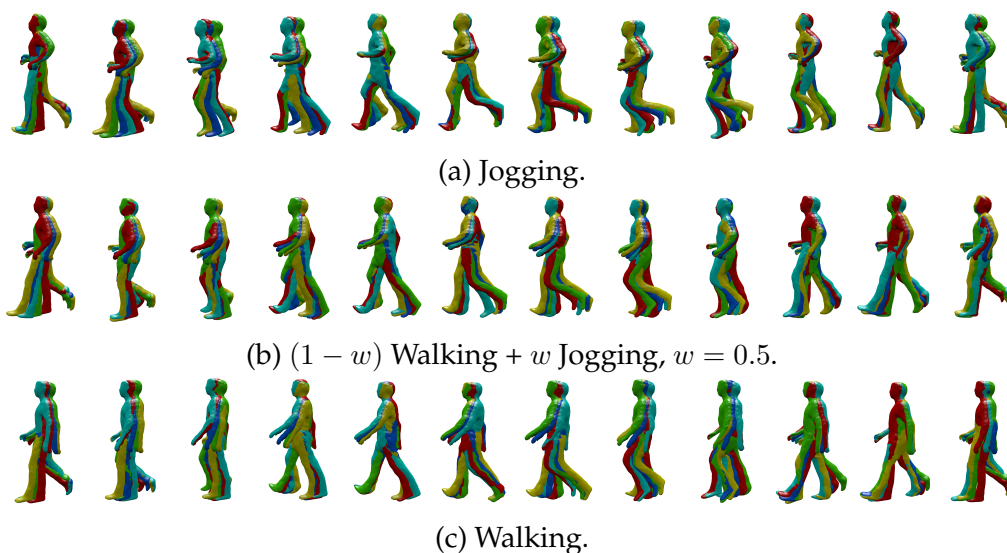 (a) Jogging.
(b) (1 − w) Walking + w Jogging, w = 0.5.
(c) Walking.